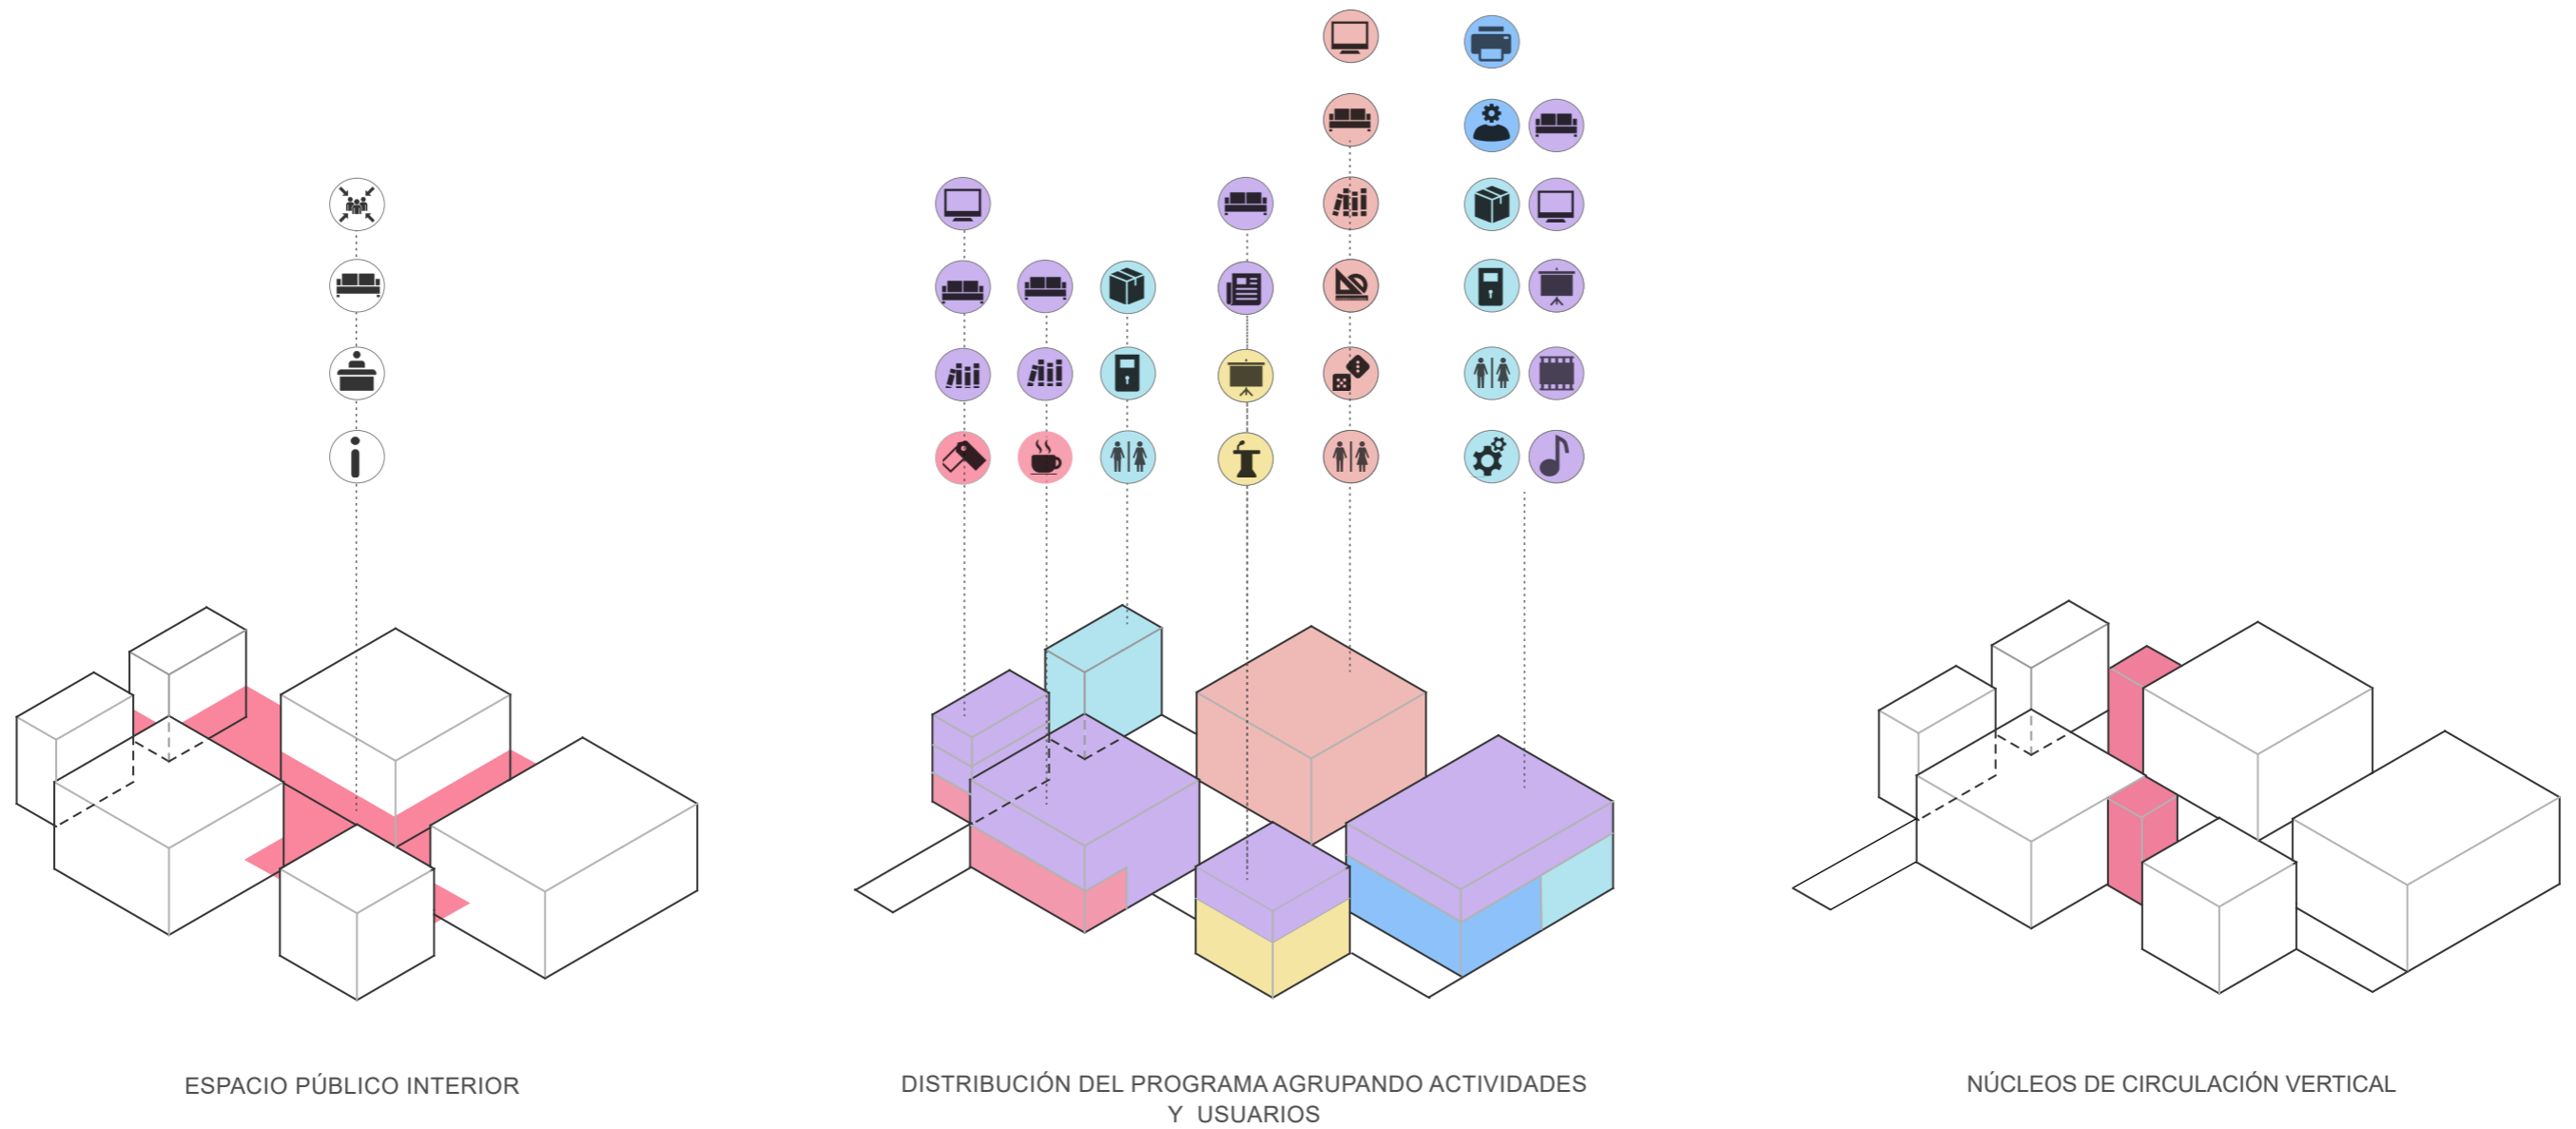 ESPACIO PÚBLICO INTERIOR
DISTRIBUCIÓN DEL PROGRAMA AGRUPANDO ACTIVIDADES
Y USUARIOS
NÚCLEOS DE CIRCULACIÓN VERTICAL